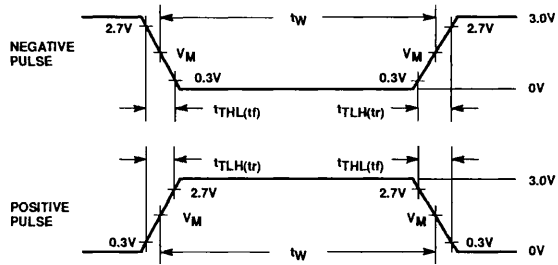 tW
3.0V
2.7V
2.7V
NEGATIVE
PULSE
VM
VM
0.3V
0.3V
0V
tTHL(tf)
tTLH(tr)
tTLH(tr)
tTHL(tf)
3.0V
2.7V
2.7V
POSITIVE
PULSE
VM
VM
0.3V
0.3V
0V
tW